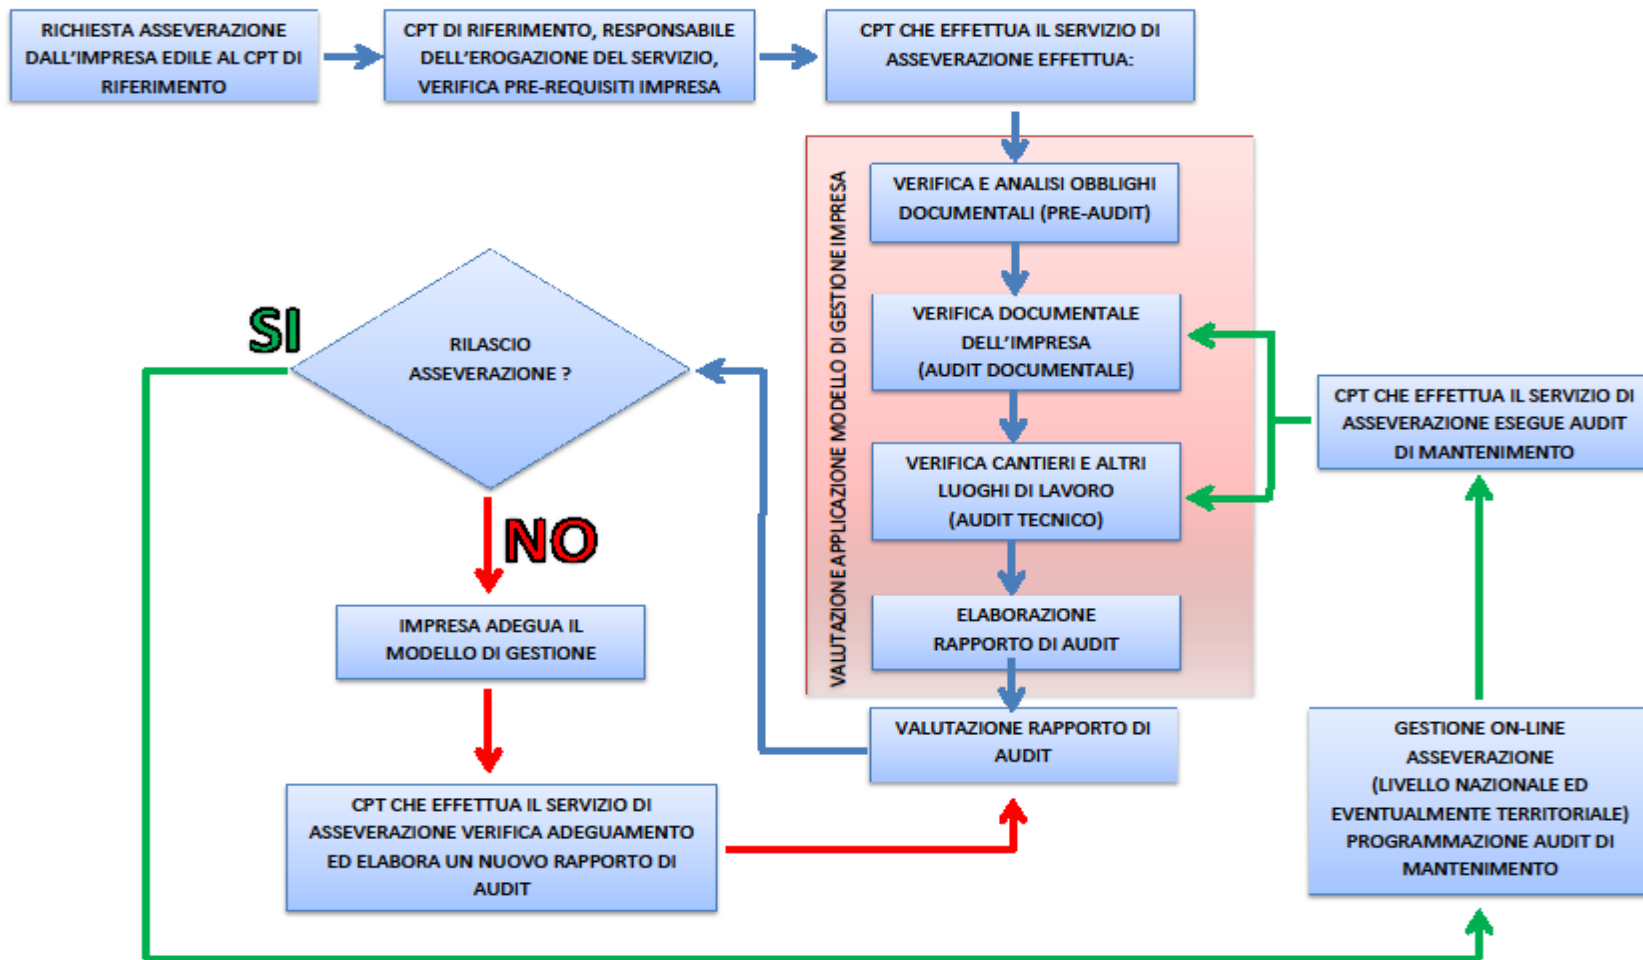 RICHIESTA ASSEVERAZIONE
DALL'IMPRESA EDILE AL CPT DI
RIFERIMENTO
CPT DI RIFERIMENTO, RESPONSABILE
DELL'EROGAZIONE DEL SERVIZIO,
VERIFICA PRE-REQUISITI IMPRESA
CPT CHE EFFETTUA IL SERVIZIO DI
ASSEVERAZIONE EFFETTUA:
VALUTAZIONE APPLICAZIONE MODELLO DI GESTIONE IMPRESA
VERIFICA E ANALISI OBBLIGHI
DOCUMENTALI (PRE-AUDIT)
VERIFICA DOCUMENTALE
DELL'IMPRESA
(AUDIT DOCUMENTALE)
VERIFICA CANTIERI E ALTRI
LUOGHI DI LAVORO
(AUDIT TECNICO)
ELABORAZIONE
RAPPORTO DI AUDIT
VALUTAZIONE RAPPORTO DI
AUDIT
RILASCIO
ASSEVERAZIONE ?
SI
NO
IMPRESA ADEGUA IL
MODELLO DI GESTIONE
CPT CHE EFFETTUA IL SERVIZIO DI
ASSEVERAZIONE VERIFICA ADEGUAMENTO
ED ELABORA UN NUOVO RAPPORTO DI
AUDIT
CPT CHE EFFETTUA IL SERVIZIO DI
ASSEVERAZIONE ESEGUE AUDIT
DI MANTENIMENTO
GESTIONE ON-LINE
ASSEVERAZIONE
(LIVELLO NAZIONALE ED
EVENTUALMENTE TERRITORIALE)
PROGRAMMAZIONE AUDIT DI
MANTENIMENTO